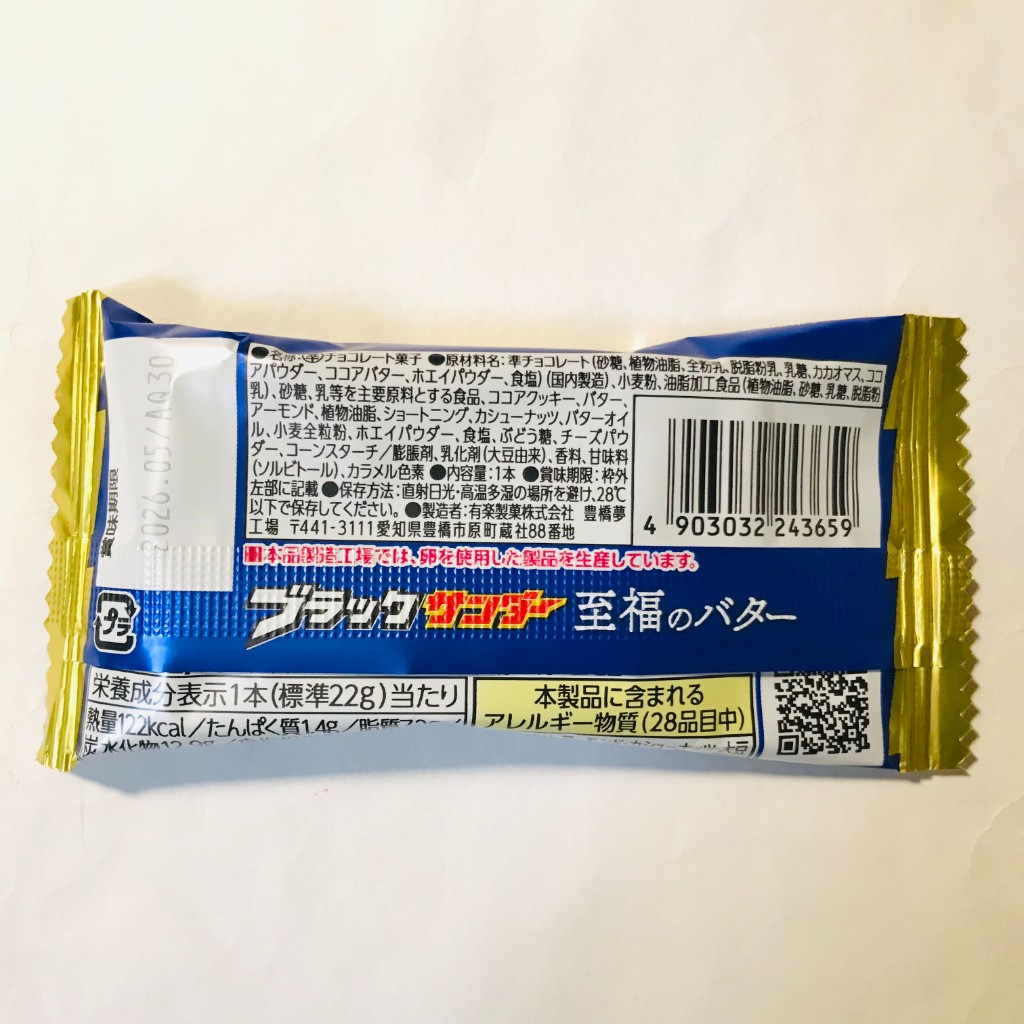 ●名称:準チョコレート菓子 ●原材料名:準チョコレート(砂糖、植物油脂、全粉乳、脱脂粉乳、乳糖、カカオマス、ココ
アパウダー、ココアバター、ホエイパウダー、食塩)(国内製造)、小麦粉、油脂加工食品(植物油脂、砂糖、乳糖、脱脂粉
乳)、砂糖、乳等を主要原料とする食品、ココアクッキー、バター、
アーモンド、植物油脂、ショートニング、カシューナッツ、バターオイ
ル、小麦全粒粉、ホエイパウダー、食塩、ぶどう糖、チーズパウ
ダー、コーンスターチ/膨脹剤、乳化剤(大豆由来)、香料、甘味料
(ソルビトール)、カラメル色素 ●内容量:1本 ●賞味期限:枠外
左部に記載 ●保存方法:直射日光・高温多湿の場所を避け、28℃
以下で保存してください。●製造者:有楽製菓株式会社 豊橋夢
工場 〒441-3111愛知県豊橋市原町蔵社88番地
4 903032 243659
賞味期限
2026.05/AQ30
■本品製造工場では、卵を使用した製品を生産しています。
プラ
ブラックサンダー 至福のバター
栄養成分表示1本(標準22g)当たり
熱量122kcal/たんぱく質1.4g/脂質
炭水化物
本製品に含まれる
アレルギー物質(28品目中)